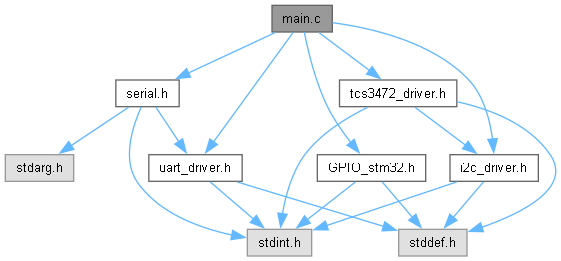 main.c
serial.h
tcs3472_driver.h
stdarg.h
uart_driver.h
GPIO_stm32.h
i2c_driver.h
stdint.h
stddef.h